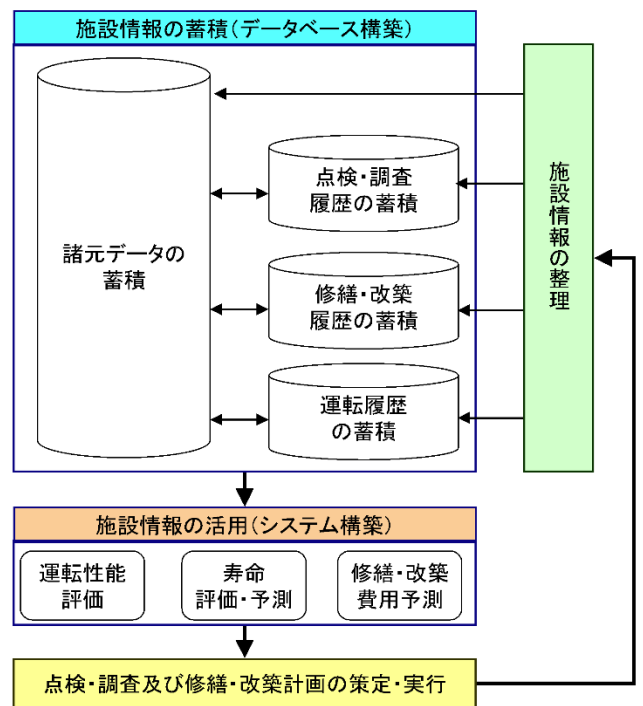 施設情報の蓄積(データベース構築)
諸元データの
蓄積
点検・調査
履歴の蓄積
修繕・改築
履歴の蓄積
運転履歴
の蓄積
施設情報の整理
施設情報の活用(システム構築)
運転性能
評価
寿命
評価・予測
修繕・改築
費用予測
点検・調査及び修繕・改築計画の策定・実行